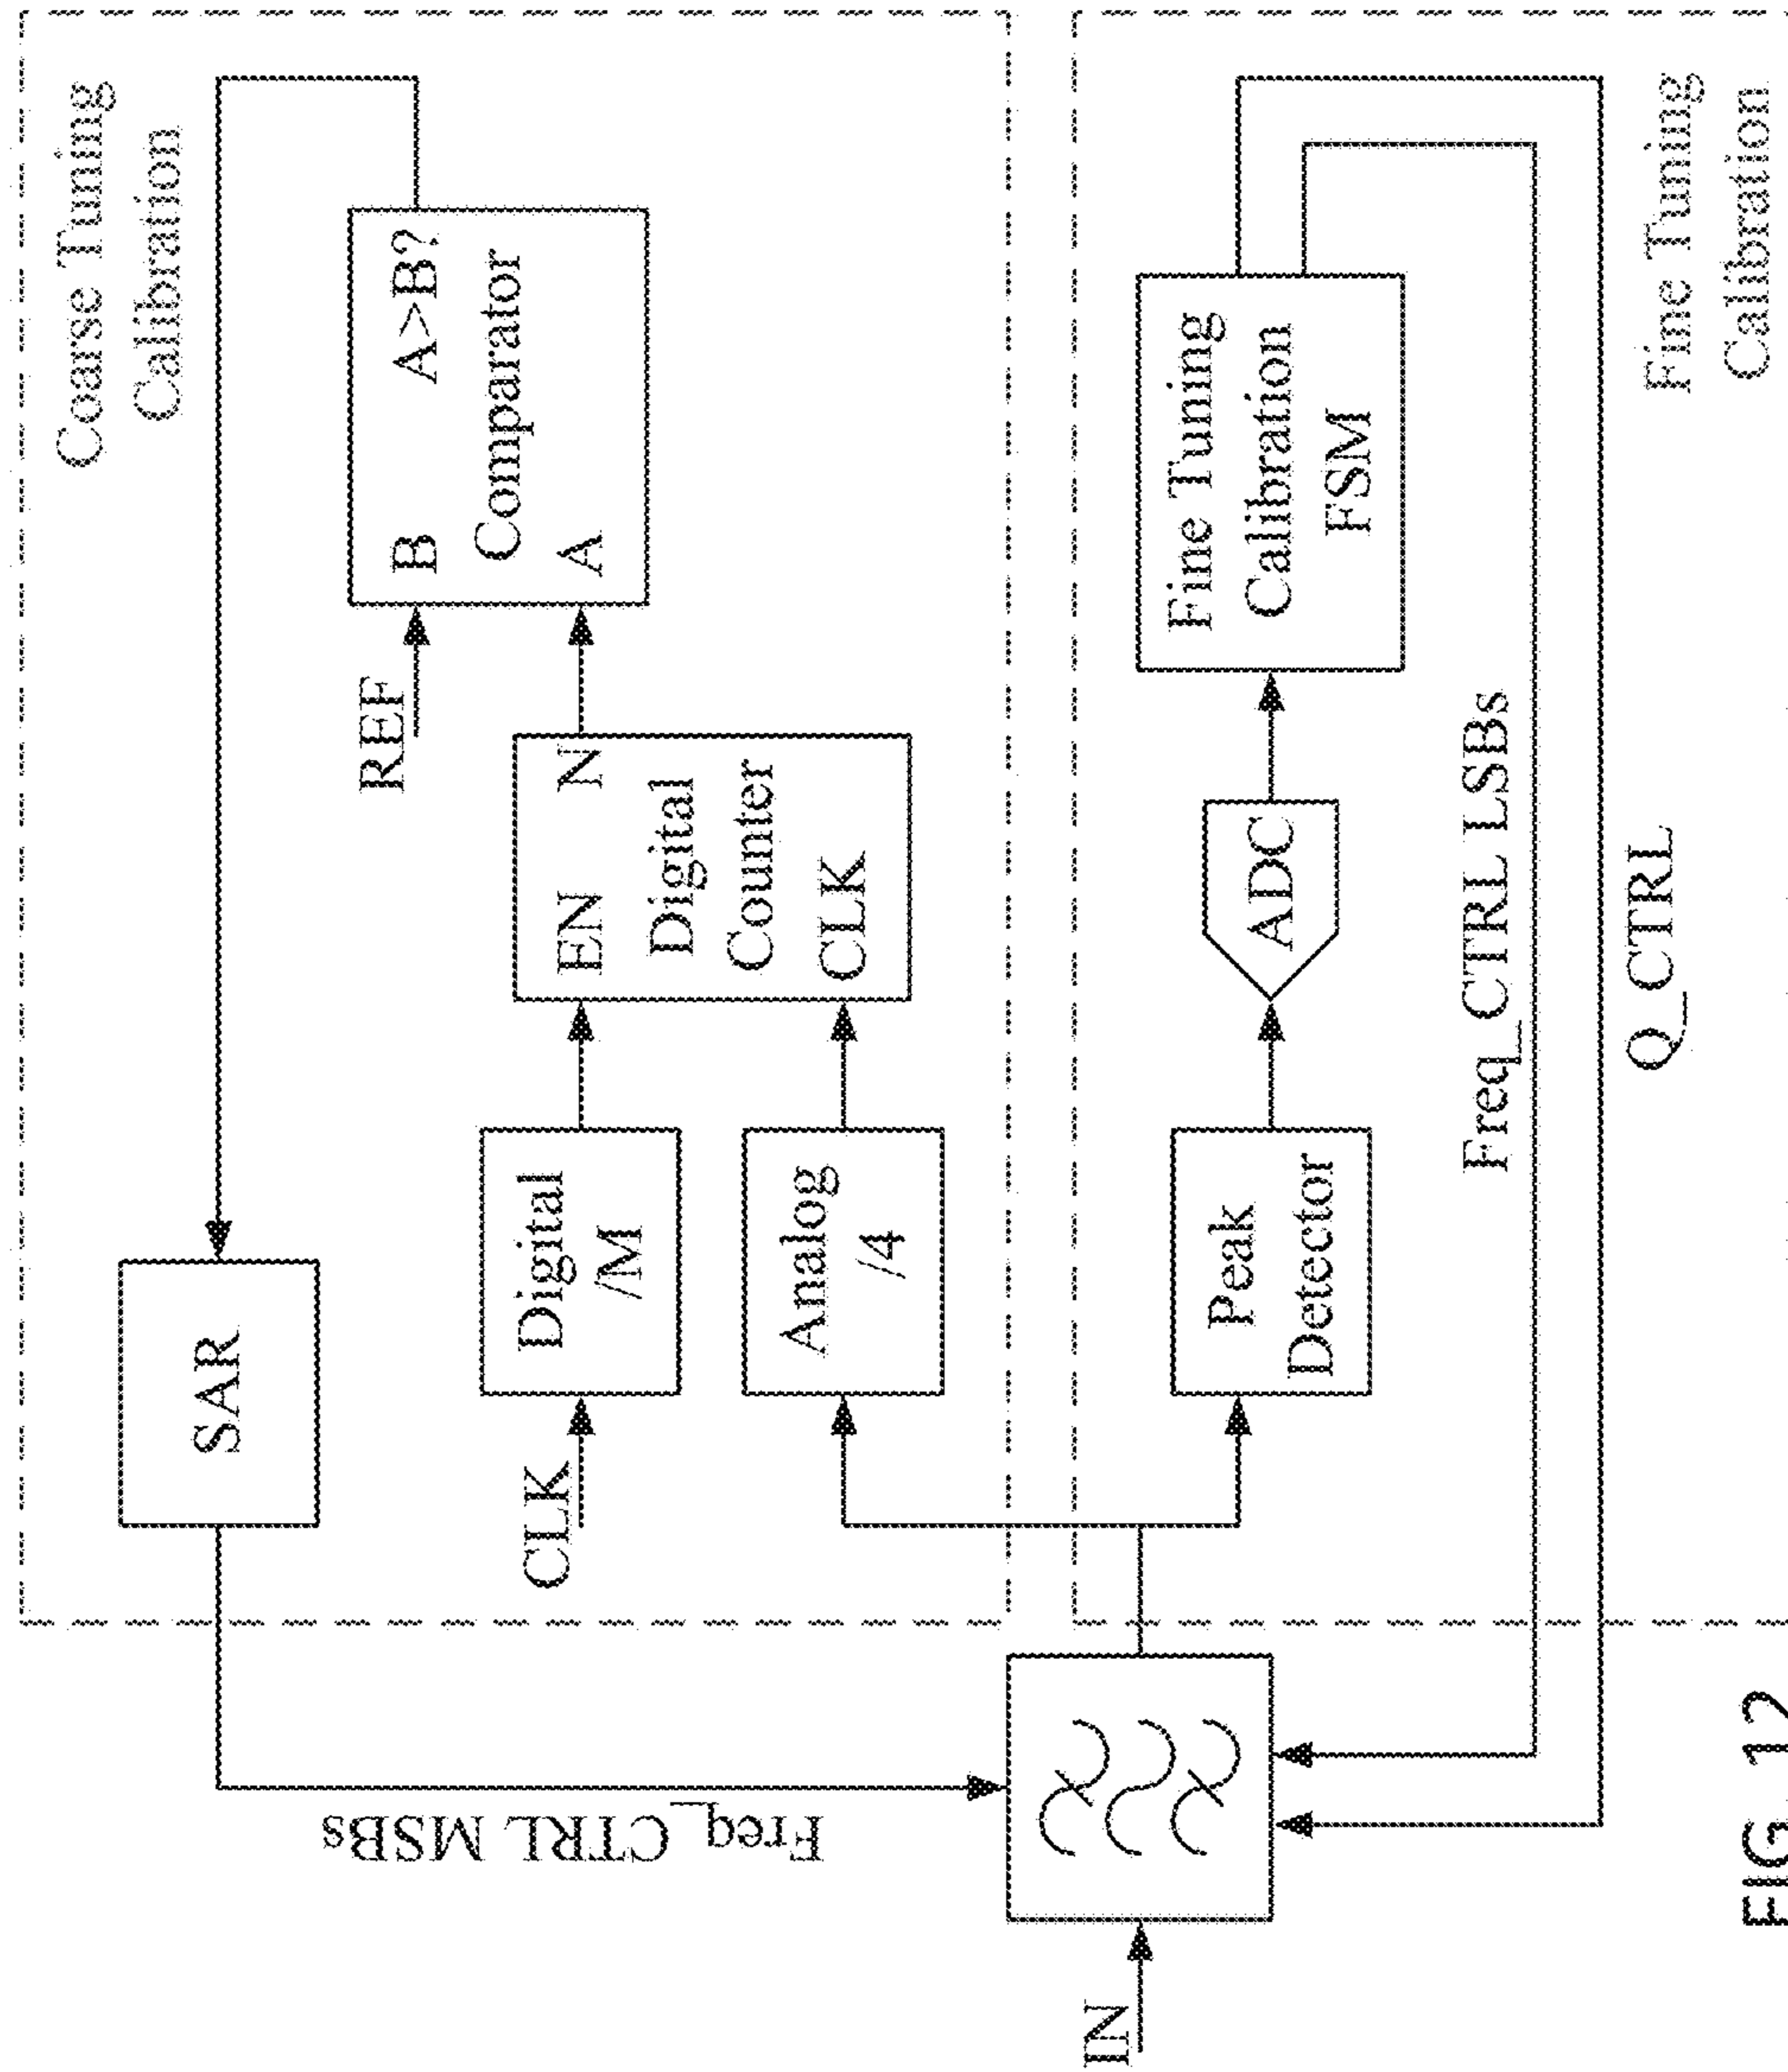 Coarse Tuning
Calibration
SAR
Freq_CTRL MSBs
REF
B A>B?
Comparator
A
CLK
Digital
/M
EN N
Digital
Counter
CLK
Analog
/4
IN
Peak
Detector
ADC
Fine Tuning
Calibration
FSM
Freq_CTRL LSBs
Q_CTRL
Fine Tuning
Calibration
FIG. 12